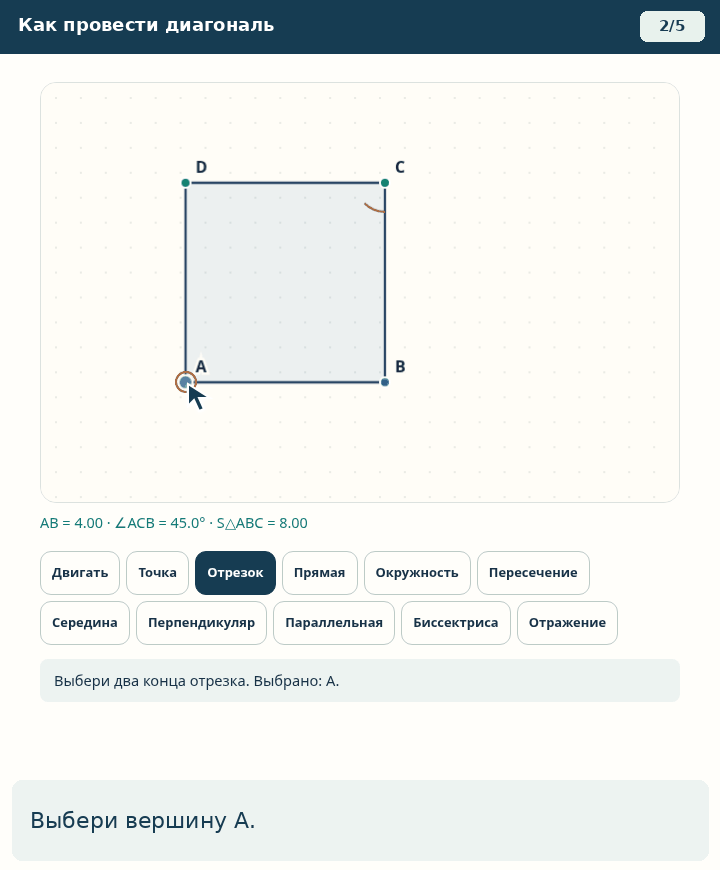 Как провести диагональ
2/5
D
C
A
B
AB = 4.00 · ∠ACB = 45.0° · S△ABC = 8.00
Двигать
Точка
Отрезок
Прямая
Окружность
Пересечение
Середина
Перпендикуляр
Параллельная
Биссектриса
Отражение
Выбери два конца отрезка. Выбрано: A.
Выбери вершину A.